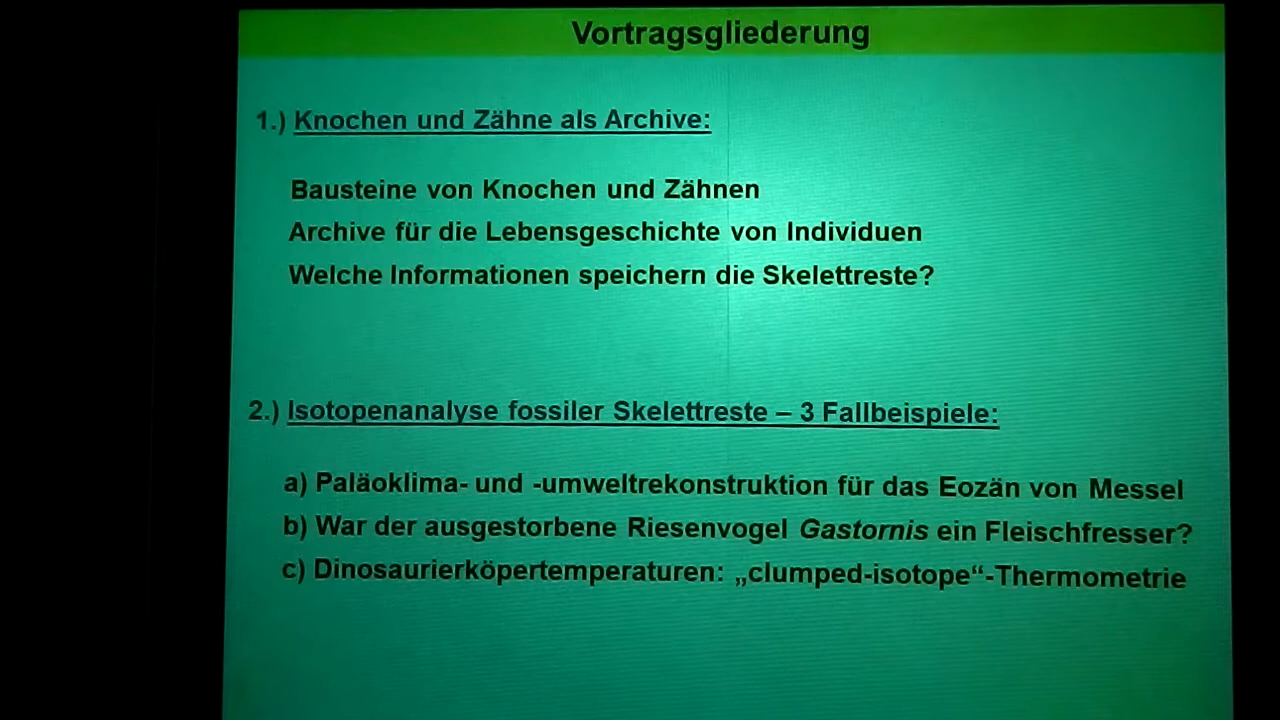 Vortragsgliederung
1.) Knochen und Zähne als Archive:
Bausteine von Knochen und Zähnen
Archive für die Lebensgeschichte von Individuen
Welche Informationen speichern die Skelettreste?
2.) Isotopenanalyse fossiler Skelettreste – 3 Fallbeispiele:
a) Paläoklima- und -umweltrekonstruktion für das Eozän von Messel
b) War der ausgestorbene Riesenvogel Gastornis ein Fleischfresser?
c) Dinosaurierköpertemperaturen: „clumped-isotope“-Thermometrie